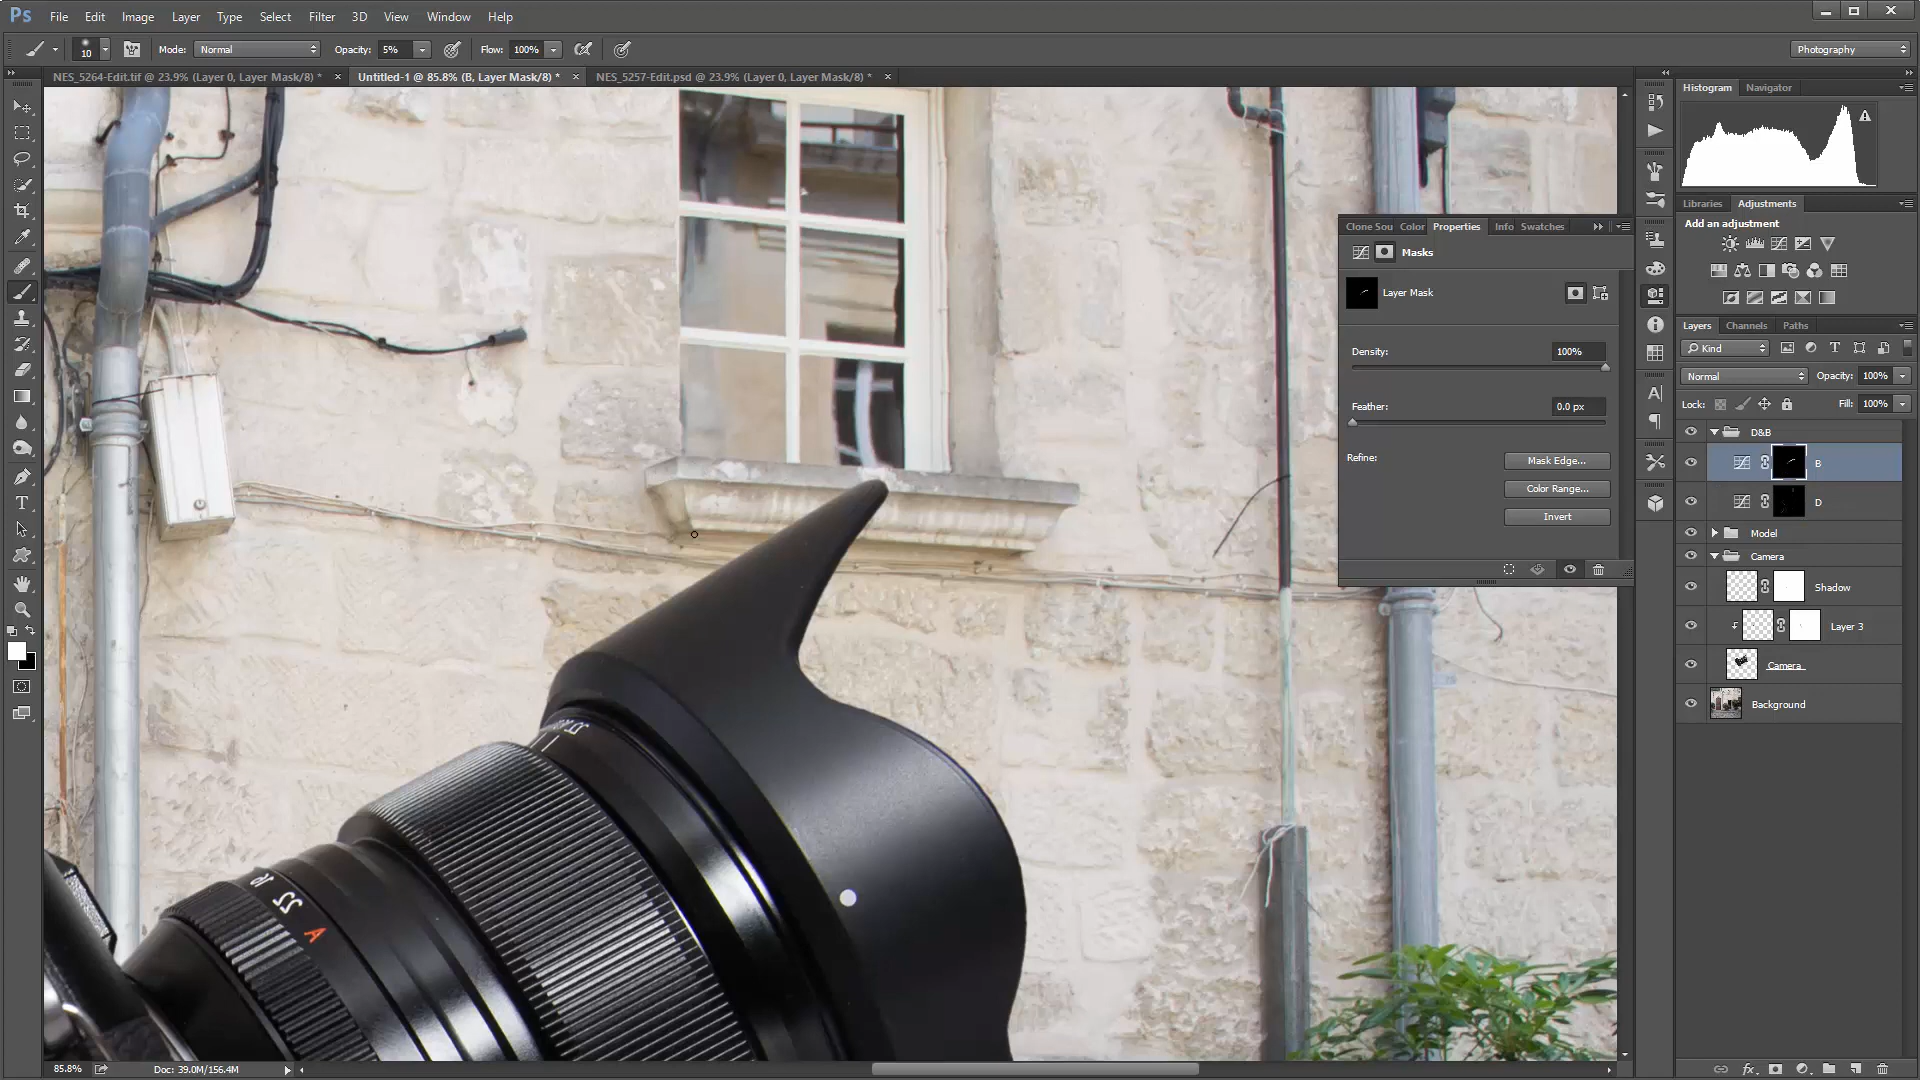 Ps File Edit Image Layer Type Select Filter 3D View Window Help
10 Mode: Normal Opacity: 5% Flow: 100% Photography
NES_5264-Edit.tif @ 23.9% (Layer 0, Layer Mask/8) * × Untitled-1 @ 85.8% (B, Layer Mask/8) * × NES_5257-Edit.psd @ 23.9% (Layer 0, Layer Mask/8) * ×
Histogram Navigator
Libraries Adjustments
Add an adjustment
Clone Sou Color Properties Info Swatches
Masks
Layer Mask
Density: 100%
Feather: 0.0 px
Refine: Mask Edge...
Color Range...
Invert
Layers Channels Paths
Kind
Normal Opacity: 100%
Lock: Fill: 100%
D&B
B
D
Model
Camera
Shadow
Layer 3
Camera
Background
22
A
85.8% Doc: 39.0M/156.4M